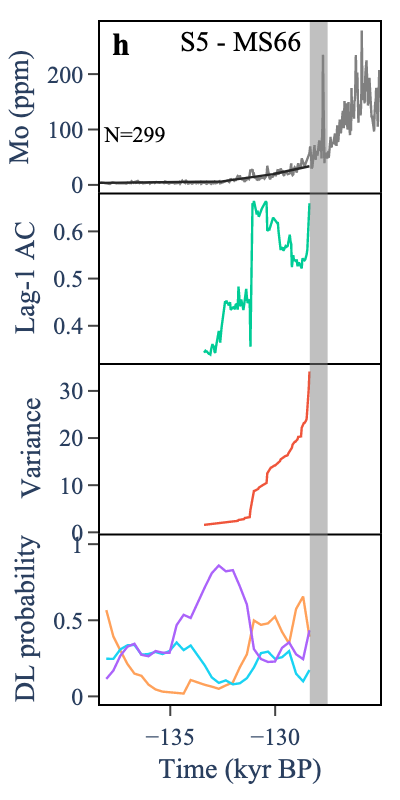 h S5 - MS66
Mo (ppm)
200
100
0
N=299
Lag-1 AC
0.6
0.5
0.4
Variance
30
20
10
0
DL probability
1
0.5
0
−135 −130
Time (kyr BP)